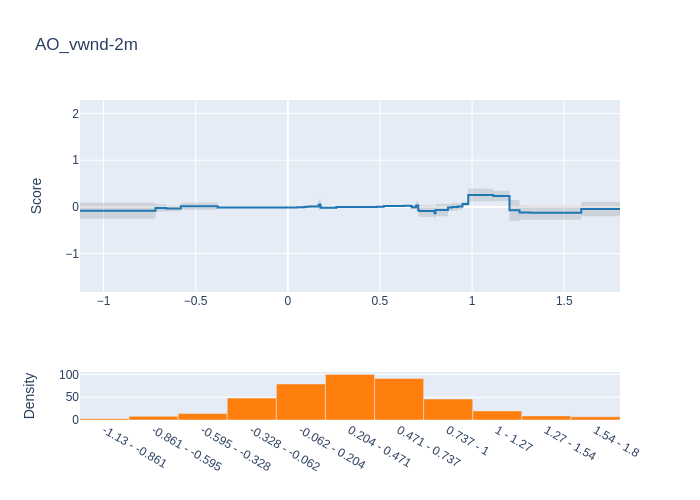 AO_vwnd-2m
Score
2
1
0
−1
−1
−0.5
0
0.5
1
1.5
Density
100
50
0
-1.13 - -0.861
-0.861 - -0.595
-0.595 - -0.328
-0.328 - -0.062
-0.062 - 0.204
0.204 - 0.471
0.471 - 0.737
0.737 - 1
1 - 1.27
1.27 - 1.54
1.54 - 1.8